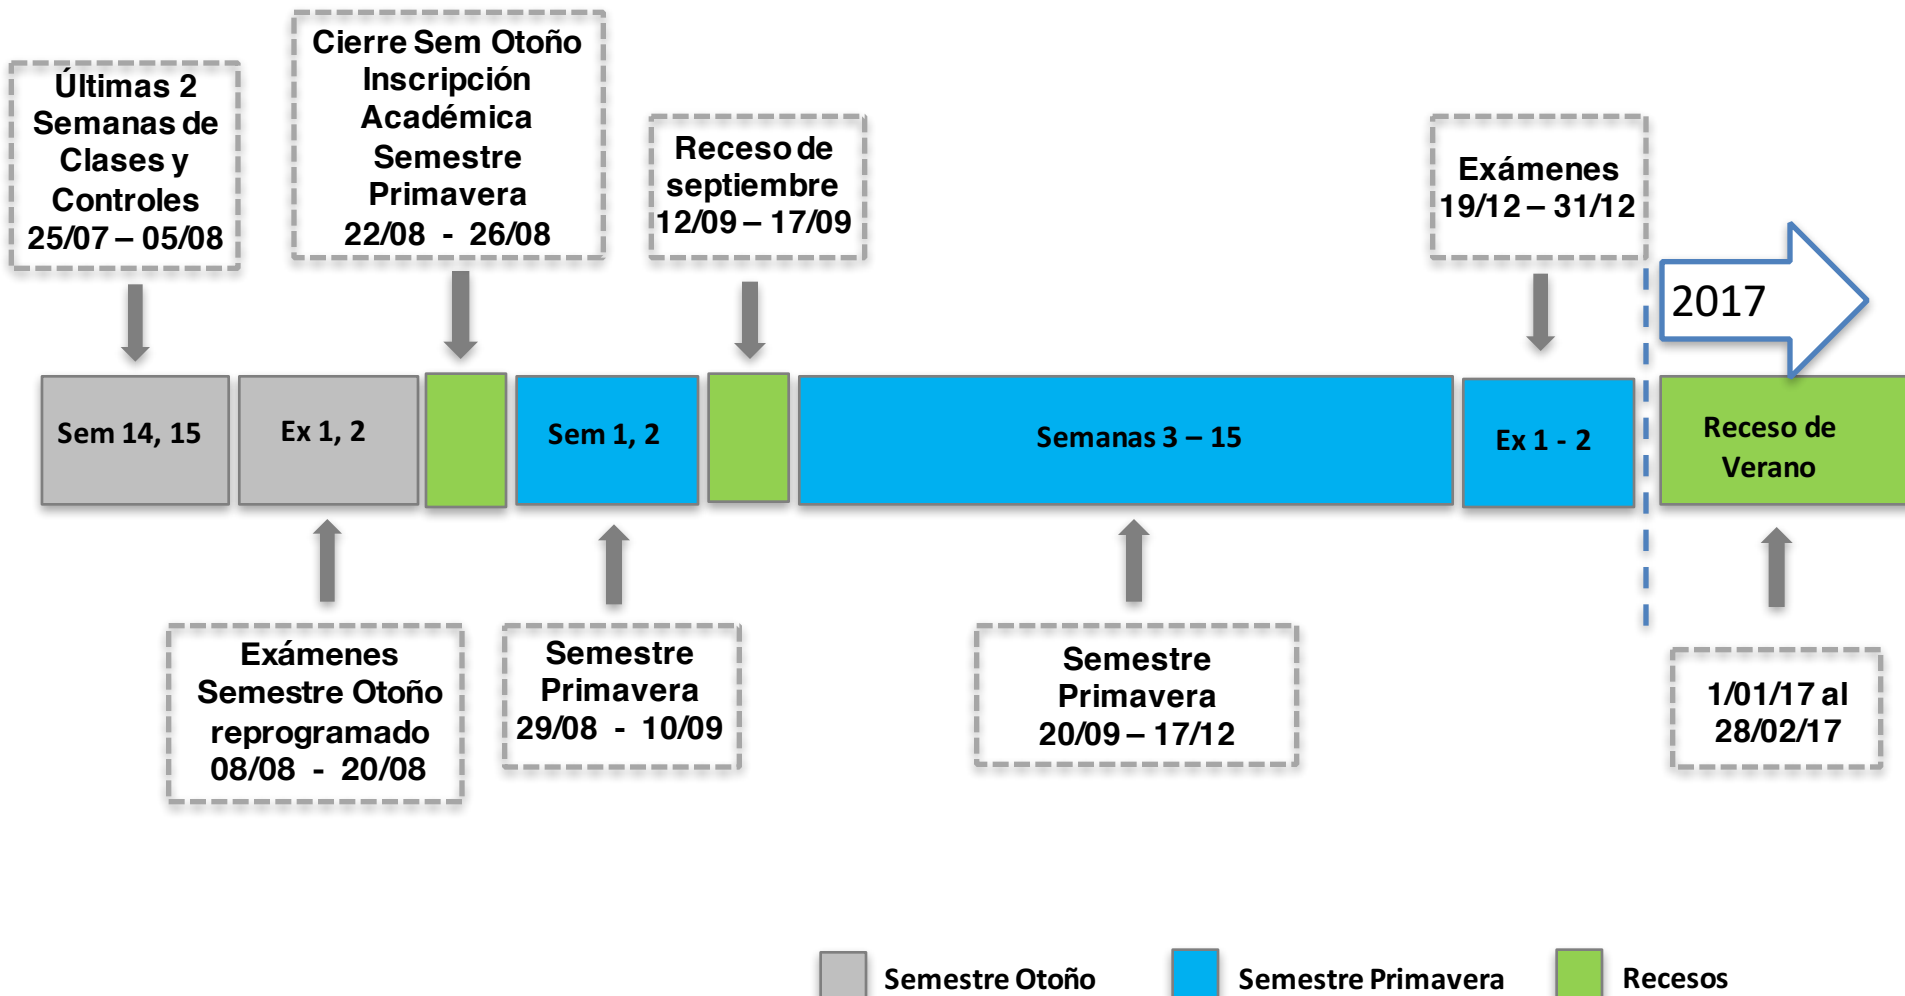 Últimas 2
Semanas de
Clases y
Controles
25/07 – 05/08
Cierre Sem Otoño
Inscripción
Académica
Semestre
Primavera
22/08 - 26/08
Receso de
septiembre
12/09 – 17/09
Exámenes
19/12 – 31/12
2017
Sem 14, 15
Ex 1, 2
Sem 1, 2
Semanas 3 – 15
Ex 1 - 2
Receso de
Verano
Exámenes
Semestre Otoño
reprogramado
08/08 - 20/08
Semestre
Primavera
29/08 - 10/09
Semestre
Primavera
20/09 – 17/12
1/01/17 al
28/02/17
Semestre Otoño
Semestre Primavera
Recesos